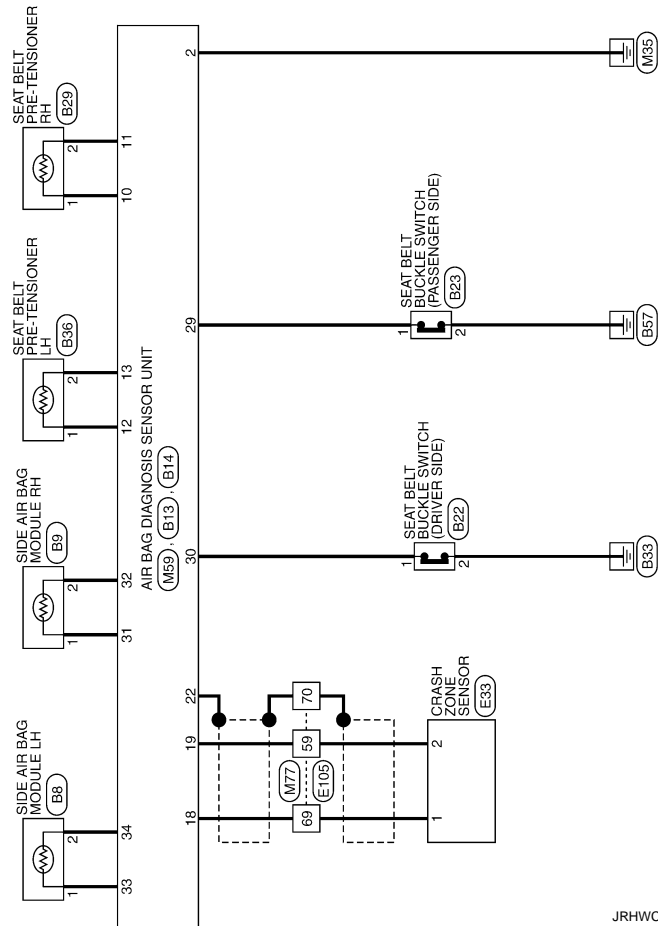 SEAT BELT
PRE-TENSIONER
RH
B29
1
2
10
11
2
M35
SEAT BELT
PRE-TENSIONER
LH
B36
1
2
12
13
29
SEAT BELT
BUCKLE SWITCH
(PASSENGER SIDE)
B23
1
2
B57
AIR BAG DIAGNOSIS SENSOR UNIT
M59 , B13 , B14
SIDE AIR BAG
MODULE RH
B9
1
2
31
32
30
SEAT BELT
BUCKLE SWITCH
(DRIVER SIDE)
B22
1
2
B33
SIDE AIR BAG
MODULE LH
B8
1
2
33
34
18
19
22
69
59
70
M77
E105
1
2
CRASH
ZONE
SENSOR
E33